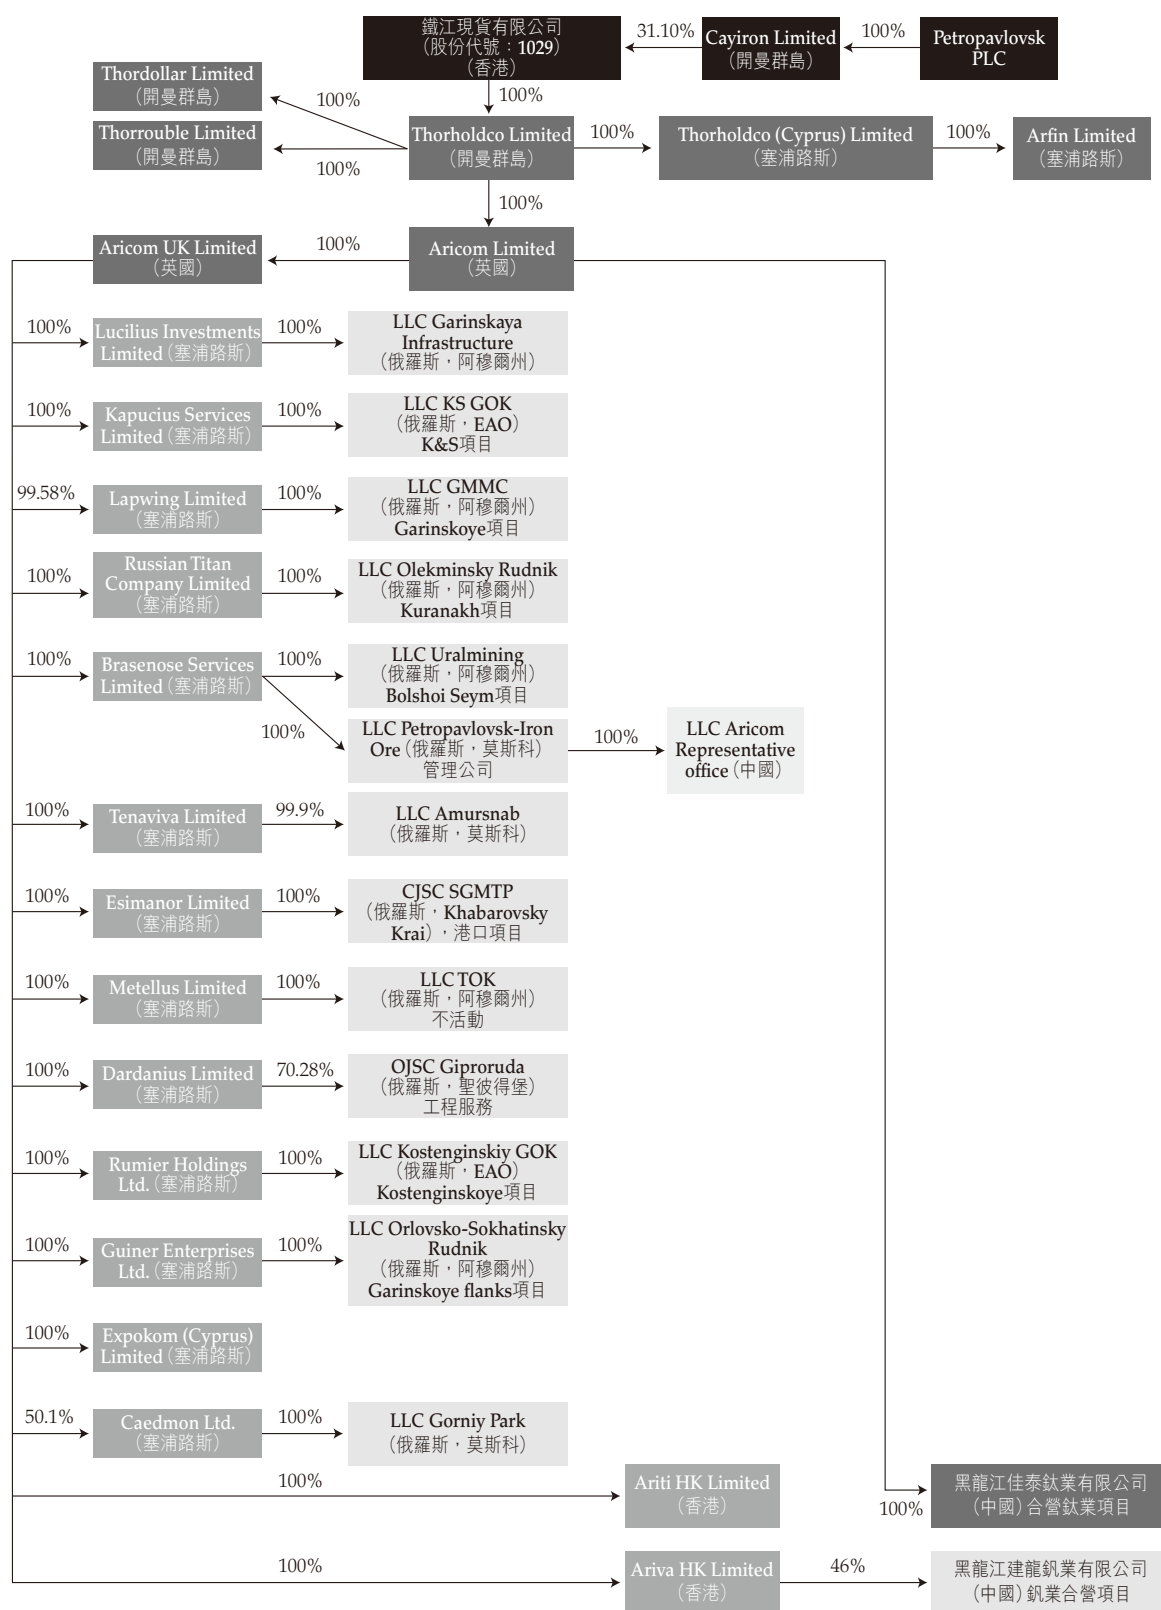 鐵江現貨有限公司
(股份代號：1029)
(香港)
31.10%
Cayiron Limited
(開曼群島)
100%
Petropavlovsk
PLC
Thordollar Limited
(開曼群島)
100%
100%
Thorrouble Limited
(開曼群島)
100%
Thorholdco Limited
(開曼群島)
100%
Thorholdco (Cyprus) Limited
(塞浦路斯)
100%
Arfin Limited
(塞浦路斯)
100%
Aricom UK Limited
(英國)
100%
Aricom Limited
(英國)
100%
Lucilius Investments
Limited (塞浦路斯)
100%
LLC Garinskaya
Infrastructure
(俄羅斯，阿穆爾州)
100%
Kapucius Services
Limited (塞浦路斯)
100%
LLC KS GOK
(俄羅斯，EAO)
K&S項目
99.58%
Lapwing Limited
(塞浦路斯)
100%
LLC GMMC
(俄羅斯，阿穆爾州)
Garinskoye項目
100%
Russian Titan
Company Limited
(塞浦路斯)
100%
LLC Olekminsky Rudnik
(俄羅斯，阿穆爾州)
Kuranakh項目
100%
Brasenose Services
Limited (塞浦路斯)
100%
LLC Uralmining
(俄羅斯，阿穆爾州)
Bolshoi Seym項目
100%
LLC Petropavlovsk-Iron
Ore (俄羅斯，莫斯科)
管理公司
100%
LLC Aricom
Representative
office (中國)
100%
Tenaviva Limited
(塞浦路斯)
99.9%
LLC Amursnab
(俄羅斯，莫斯科)
100%
Esimanor Limited
(塞浦路斯)
100%
CJSC SGMTP
(俄羅斯，Khabarovsky
Krai)，港口項目
100%
Metellus Limited
(塞浦路斯)
100%
LLC TOK
(俄羅斯，阿穆爾州)
不活動
100%
Dardanius Limited
(塞浦路斯)
70.28%
OJSC Giproruda
(俄羅斯，聖彼得堡)
工程服務
100%
Rumier Holdings
Ltd. (塞浦路斯)
100%
LLC Kostenginskiy GOK
(俄羅斯，EAO)
Kostenginskoye項目
100%
Guiner Enterprises
Ltd. (塞浦路斯)
100%
LLC Orlovsko-Sokhatinsky
Rudnik
(俄羅斯，阿穆爾州)
Garinskoye flanks項目
100%
Expokom (Cyprus)
Limited (塞浦路斯)
50.1%
Caedmon Ltd.
(塞浦路斯)
100%
LLC Gorniy Park
(俄羅斯，莫斯科)
100%
Ariti HK Limited
(香港)
100%
黑龍江佳泰鈦業有限公司
(中國) 合營鈦業項目
100%
Ariva HK Limited
(香港)
46%
黑龍江建龍釩業有限公司
(中國) 釩業合營項目